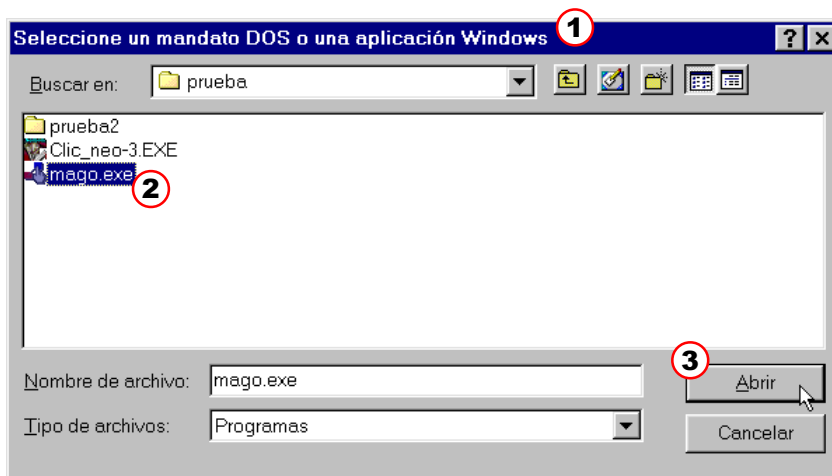 Seleccione un mandato DOS o una aplicación Windows 1 ? x
Buscar en: prueba
prueba2
Clic_neo-3.EXE
mago.exe 2
3
Nombre de archivo: mago.exe Abrir
Tipo de archivos: Programas Cancelar